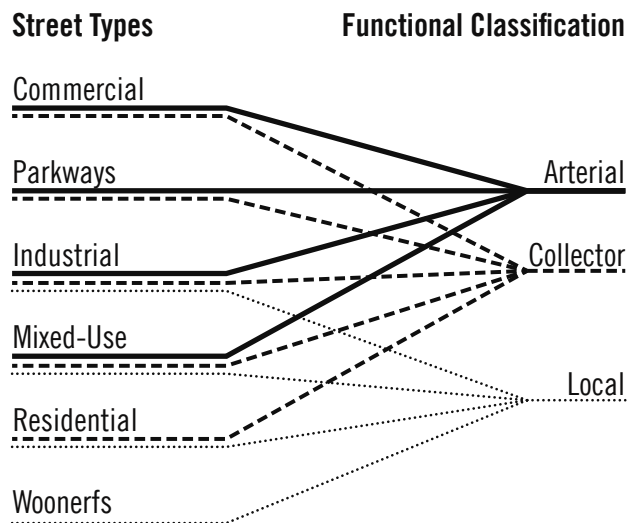 Street Types
Functional Classification
Commercial
Parkways
Arterial
Industrial
Collector
Mixed-Use
Local
Residential
Woonerfs